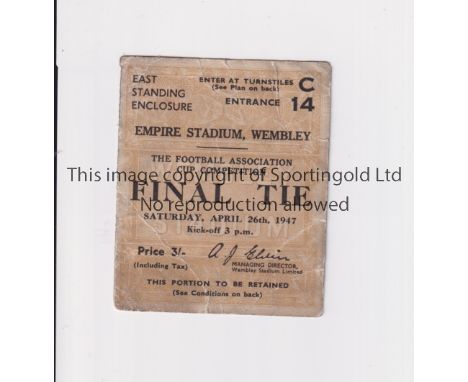 EAST
STANDING
ENCLOSURE
ENTER AT TURNSTILES C
(See Plan on back)
ENTRANCE 14
EMPIRE STADIUM, WEMBLEY
THE FOOTBALL ASSOCIATION
CUP COMPETITION
This image is copyright of Sportingold Ltd
FINAL TIE
No reproduction allowed
SATURDAY, APRIL 26th, 1947
STADIUM
Kick-off 3 p.m.
Price 3/-
(Including Tax)
A J Elvin
MANAGING DIRECTOR,
Wembley Stadium Limited
THIS PORTION TO BE RETAINED
(See Conditions on back)